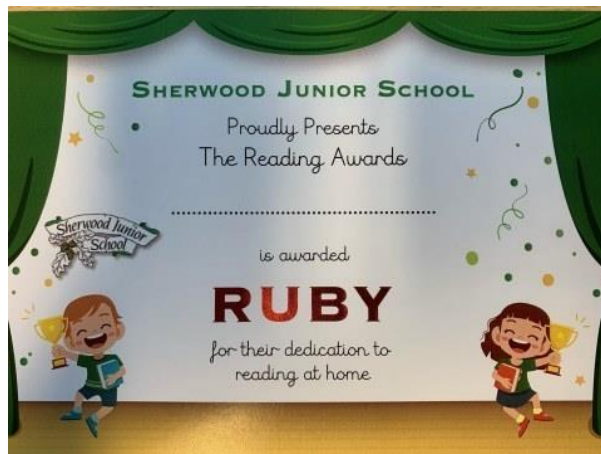 SHERWOOD JUNIOR SCHOOL
Proudly Presents
The Reading Awards
Sherwood Junior
School
is awarded
RUBY
for their dedication to
reading at home